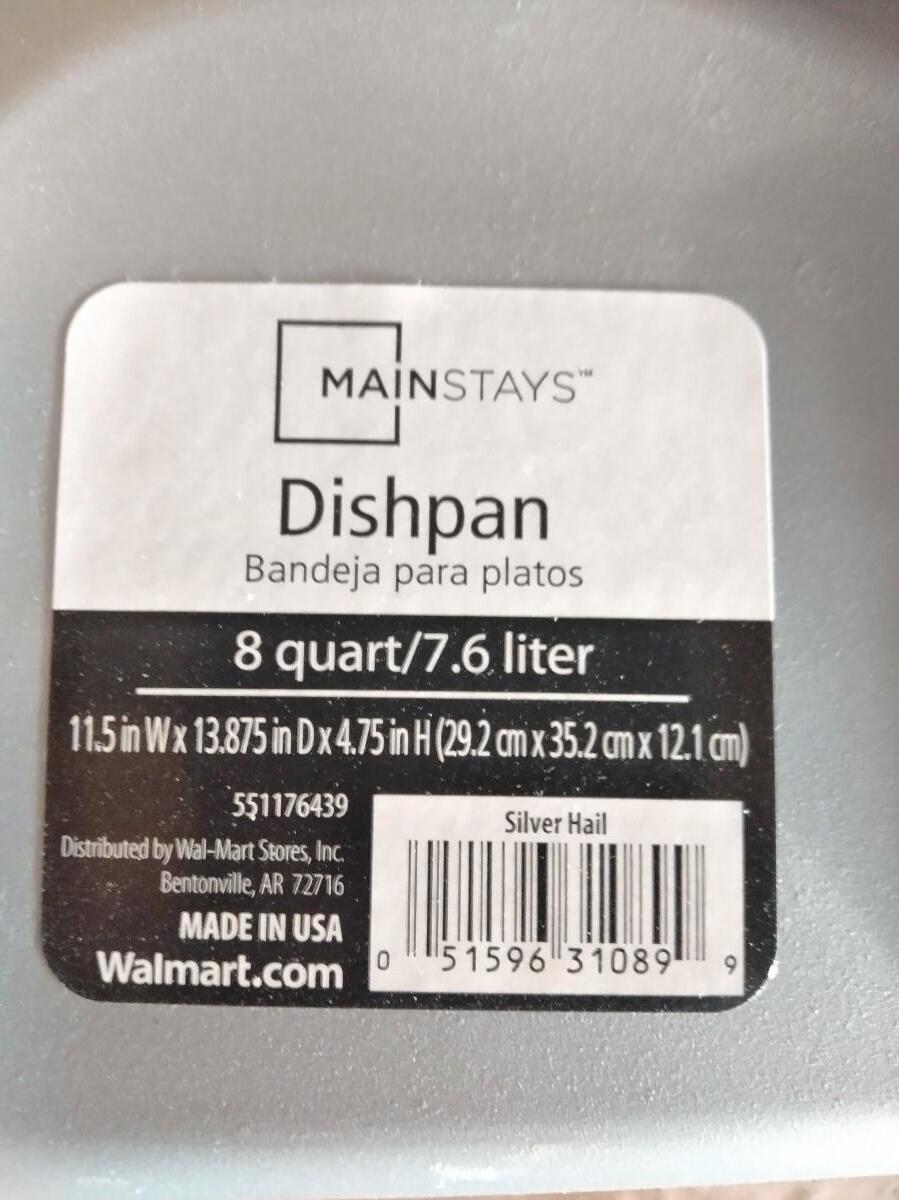 MAINSTAYS™
Dishpan
Bandeja para platos
8 quart/7.6 liter
11.5 in W x 13.875 in D x 4.75 in H (29.2 cm x 35.2 cm x 12.1 cm)
551176439
Distributed by Wal-Mart Stores, Inc.
Bentonville, AR 72716
MADE IN USA
Walmart.com
Silver Hail
0 51596 31089 9